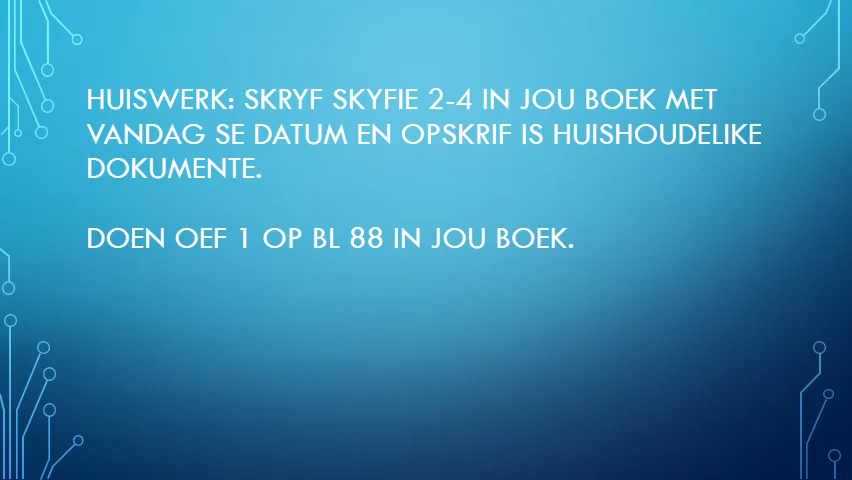 HUISWERK: SKRYF SKYFIE 2-4 IN JOU BOEK MET
VANDAG SE DATUM EN OPSKRIF IS HUISHOUDELIKE
DOKUMENTE.
DOEN OEF 1 OP BL 88 IN JOU BOEK.